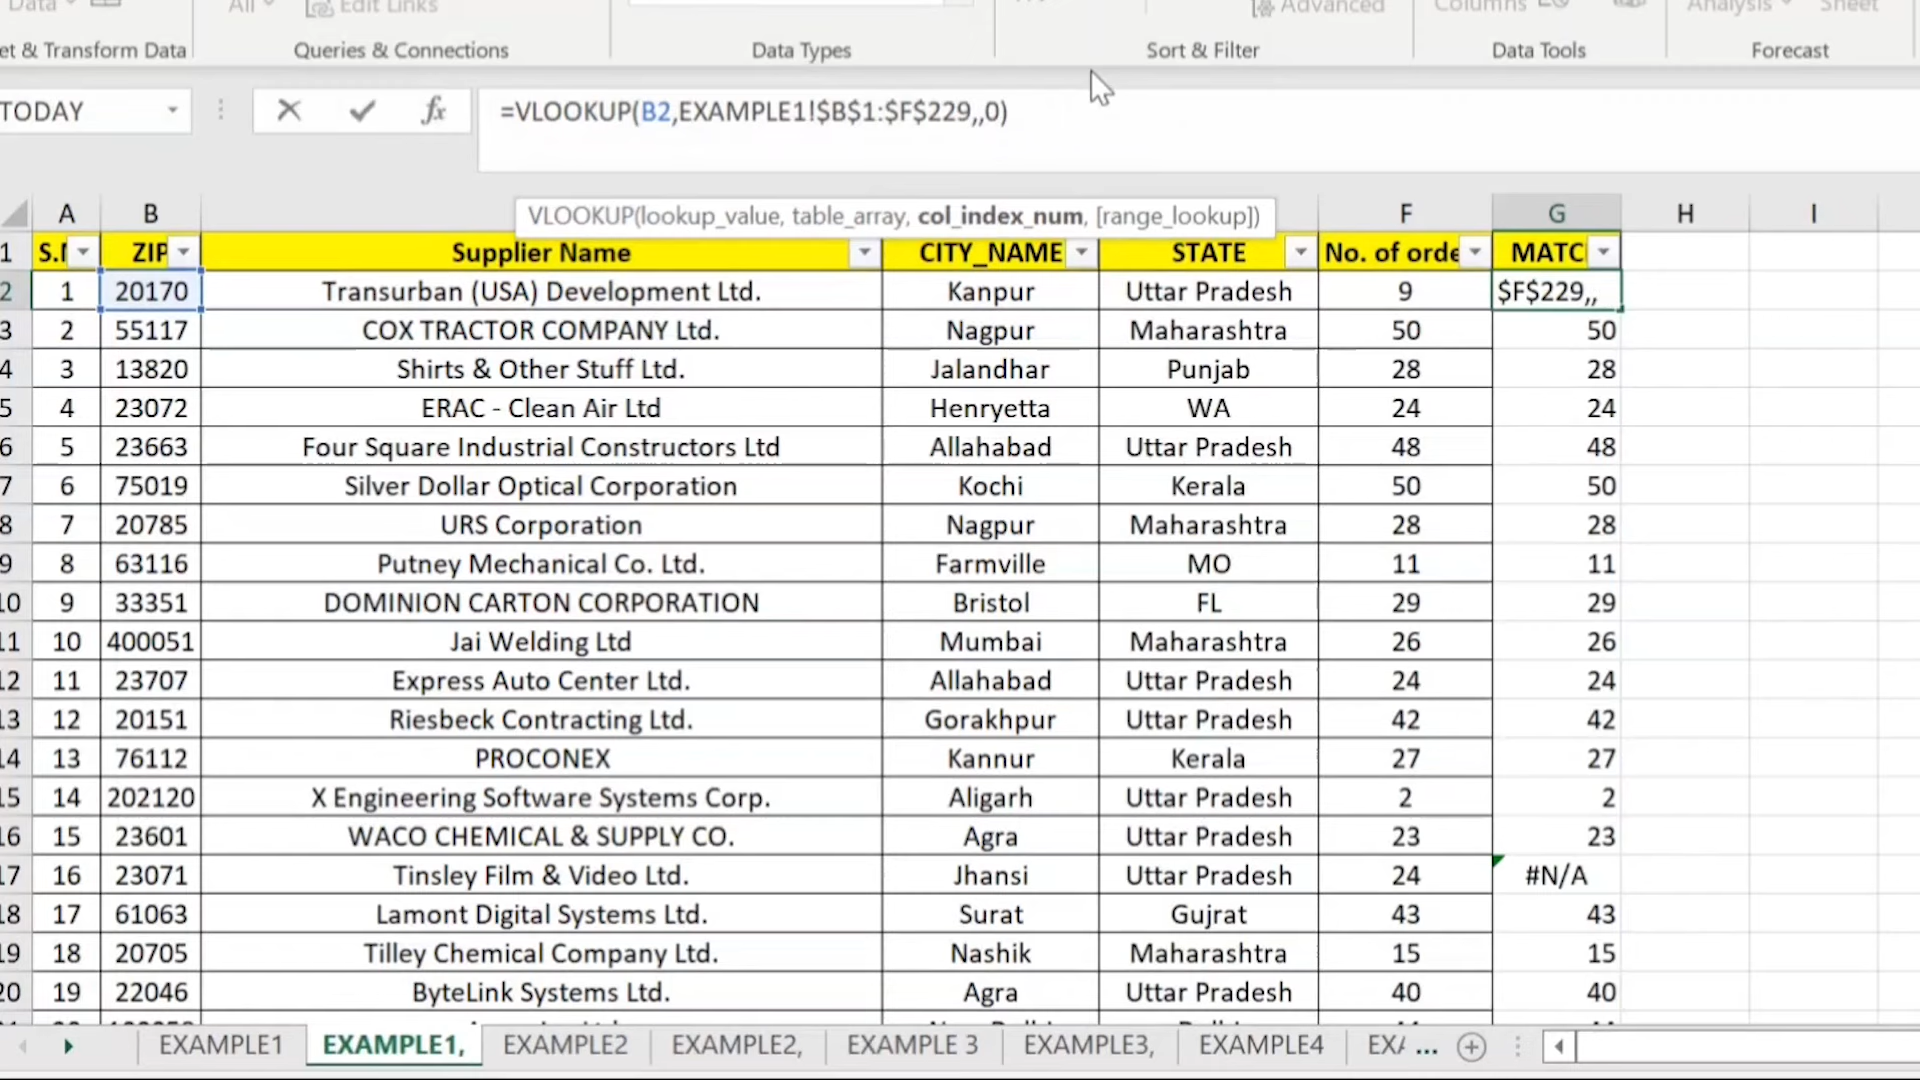 Data All Edit Links Advanced Columns Analysis Sheet
et & Transform Data Queries & Connections Data Types Sort & Filter Data Tools Forecast
TODAY fx =VLOOKUP(B2,EXAMPLE1!$B$1:$F$229,,0)
VLOOKUP(lookup_value, table_array, col_index_num, [range_lookup])
A B F G H I
1 S.N ZIP Supplier Name CITY_NAME STATE No. of orde MATC
2 1 20170 Transurban (USA) Development Ltd. Kanpur Uttar Pradesh 9 $F$229,,
3 2 55117 COX TRACTOR COMPANY Ltd. Nagpur Maharashtra 50 50
4 3 13820 Shirts & Other Stuff Ltd. Jalandhar Punjab 28 28
5 4 23072 ERAC - Clean Air Ltd Henryetta WA 24 24
6 5 23663 Four Square Industrial Constructors Ltd Allahabad Uttar Pradesh 48 48
7 6 75019 Silver Dollar Optical Corporation Kochi Kerala 50 50
8 7 20785 URS Corporation Nagpur Maharashtra 28 28
9 8 63116 Putney Mechanical Co. Ltd. Farmville MO 11 11
10 9 33351 DOMINION CARTON CORPORATION Bristol FL 29 29
11 10 400051 Jai Welding Ltd Mumbai Maharashtra 26 26
12 11 23707 Express Auto Center Ltd. Allahabad Uttar Pradesh 24 24
13 12 20151 Riesbeck Contracting Ltd. Gorakhpur Uttar Pradesh 42 42
14 13 76112 PROCONEX Kannur Kerala 27 27
15 14 202120 X Engineering Software Systems Corp. Aligarh Uttar Pradesh 2 2
16 15 23601 WACO CHEMICAL & SUPPLY CO. Agra Uttar Pradesh 23 23
17 16 23071 Tinsley Film & Video Ltd. Jhansi Uttar Pradesh 24 #N/A
18 17 61063 Lamont Digital Systems Ltd. Surat Gujrat 43 43
19 18 20705 Tilley Chemical Company Ltd. Nashik Maharashtra 15 15
20 19 22046 ByteLink Systems Ltd. Agra Uttar Pradesh 40 40
EXAMPLE1 EXAMPLE1, EXAMPLE2 EXAMPLE2, EXAMPLE 3 EXAMPLE3, EXAMPLE4 EXA ...